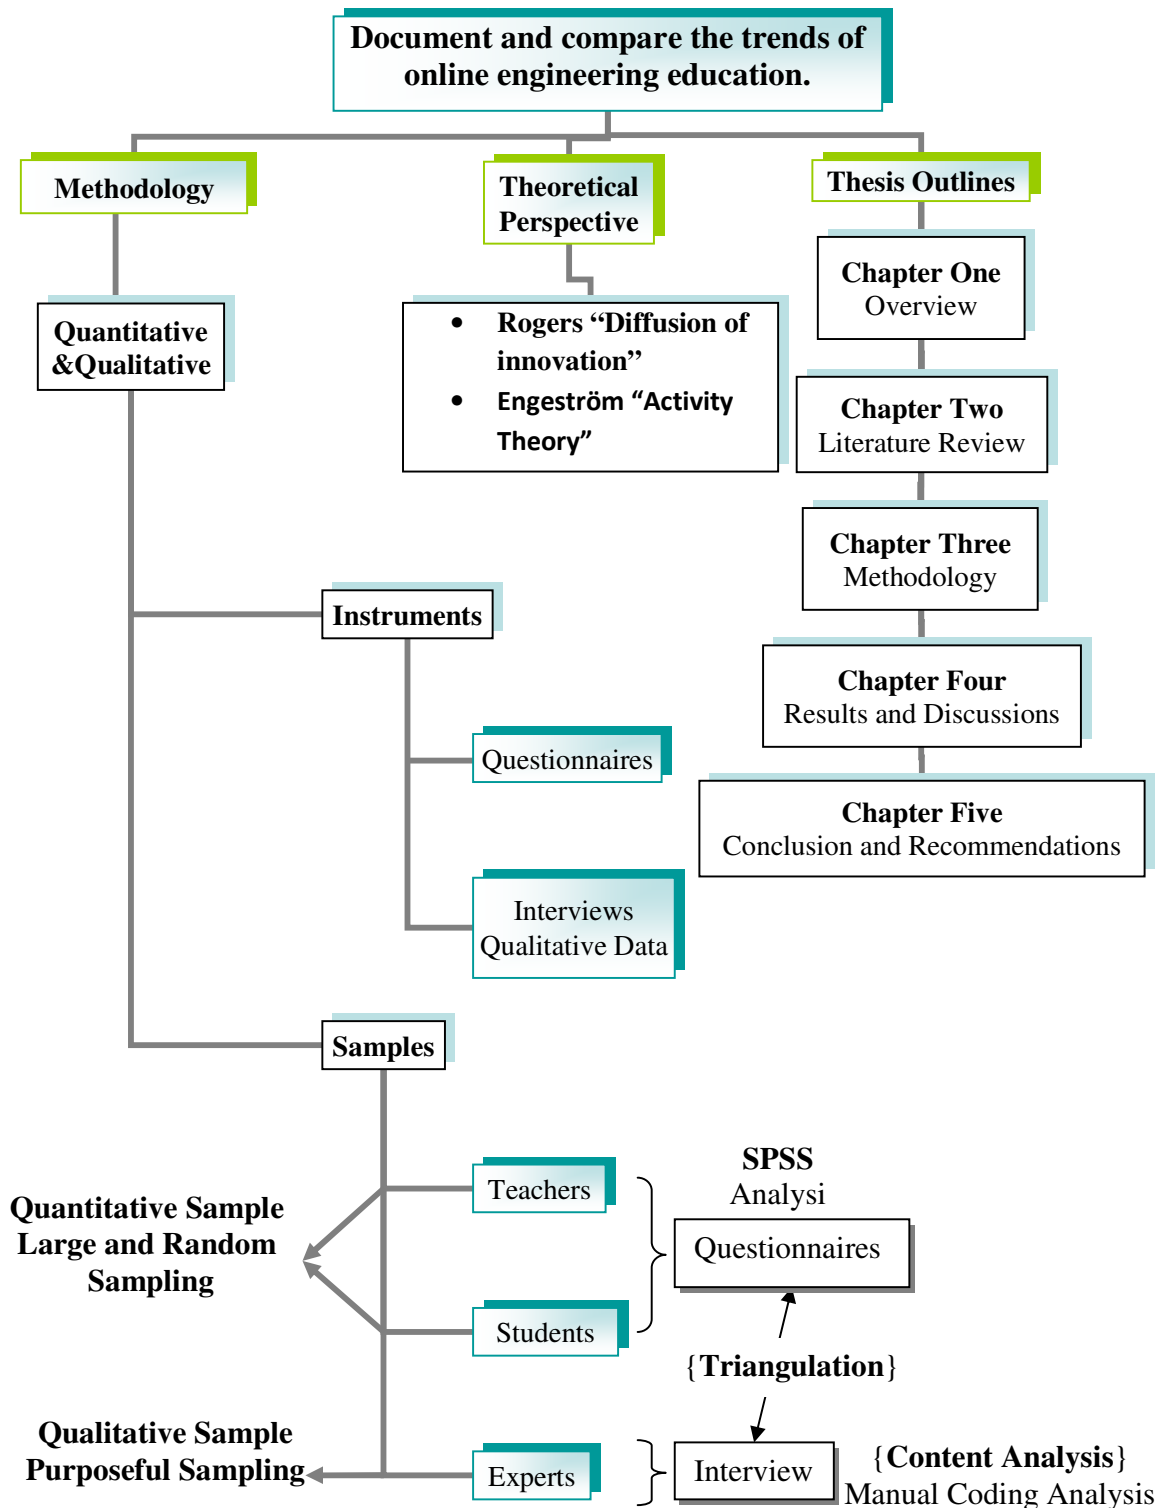 Document and compare the trends of
online engineering education.
Methodology
Theoretical
Perspective
Thesis Outlines
Quantitative
&Qualitative
• Rogers “Diffusion of
innovation”
• Engeström “Activity
Theory”
Chapter One
Overview
Chapter Two
Literature Review
Chapter Three
Methodology
Chapter Four
Results and Discussions
Chapter Five
Conclusion and Recommendations
Instruments
Questionnaires
Interviews
Qualitative Data
Samples
Quantitative Sample
Large and Random
Sampling
Teachers
Students
SPSS
Analysi
Questionnaires
{Triangulation}
Qualitative Sample
Purposeful Sampling
Experts
Interview
{Content Analysis}
Manual Coding Analysis